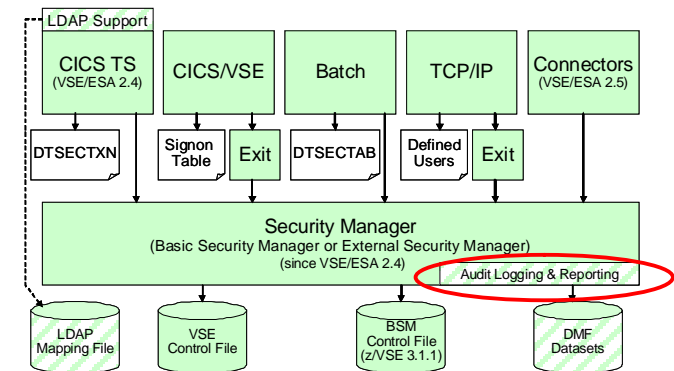 LDAP Support
CICS TS
(VSE/ESA 2.4)
CICS/VSE
Batch
TCP/IP
Connectors
(VSE/ESA 2.5)
DTSECTXN
Signon
Table
Exit
DTSECTAB
Defined
Users
Exit
Security Manager
(Basic Security Manager or External Security Manager)
(since VSE/ESA 2.4)
Audit Logging & Reporting
LDAP
Mapping File
VSE
Control File
BSM
Control File
(z/VSE 3.1.1)
DMF
Datasets